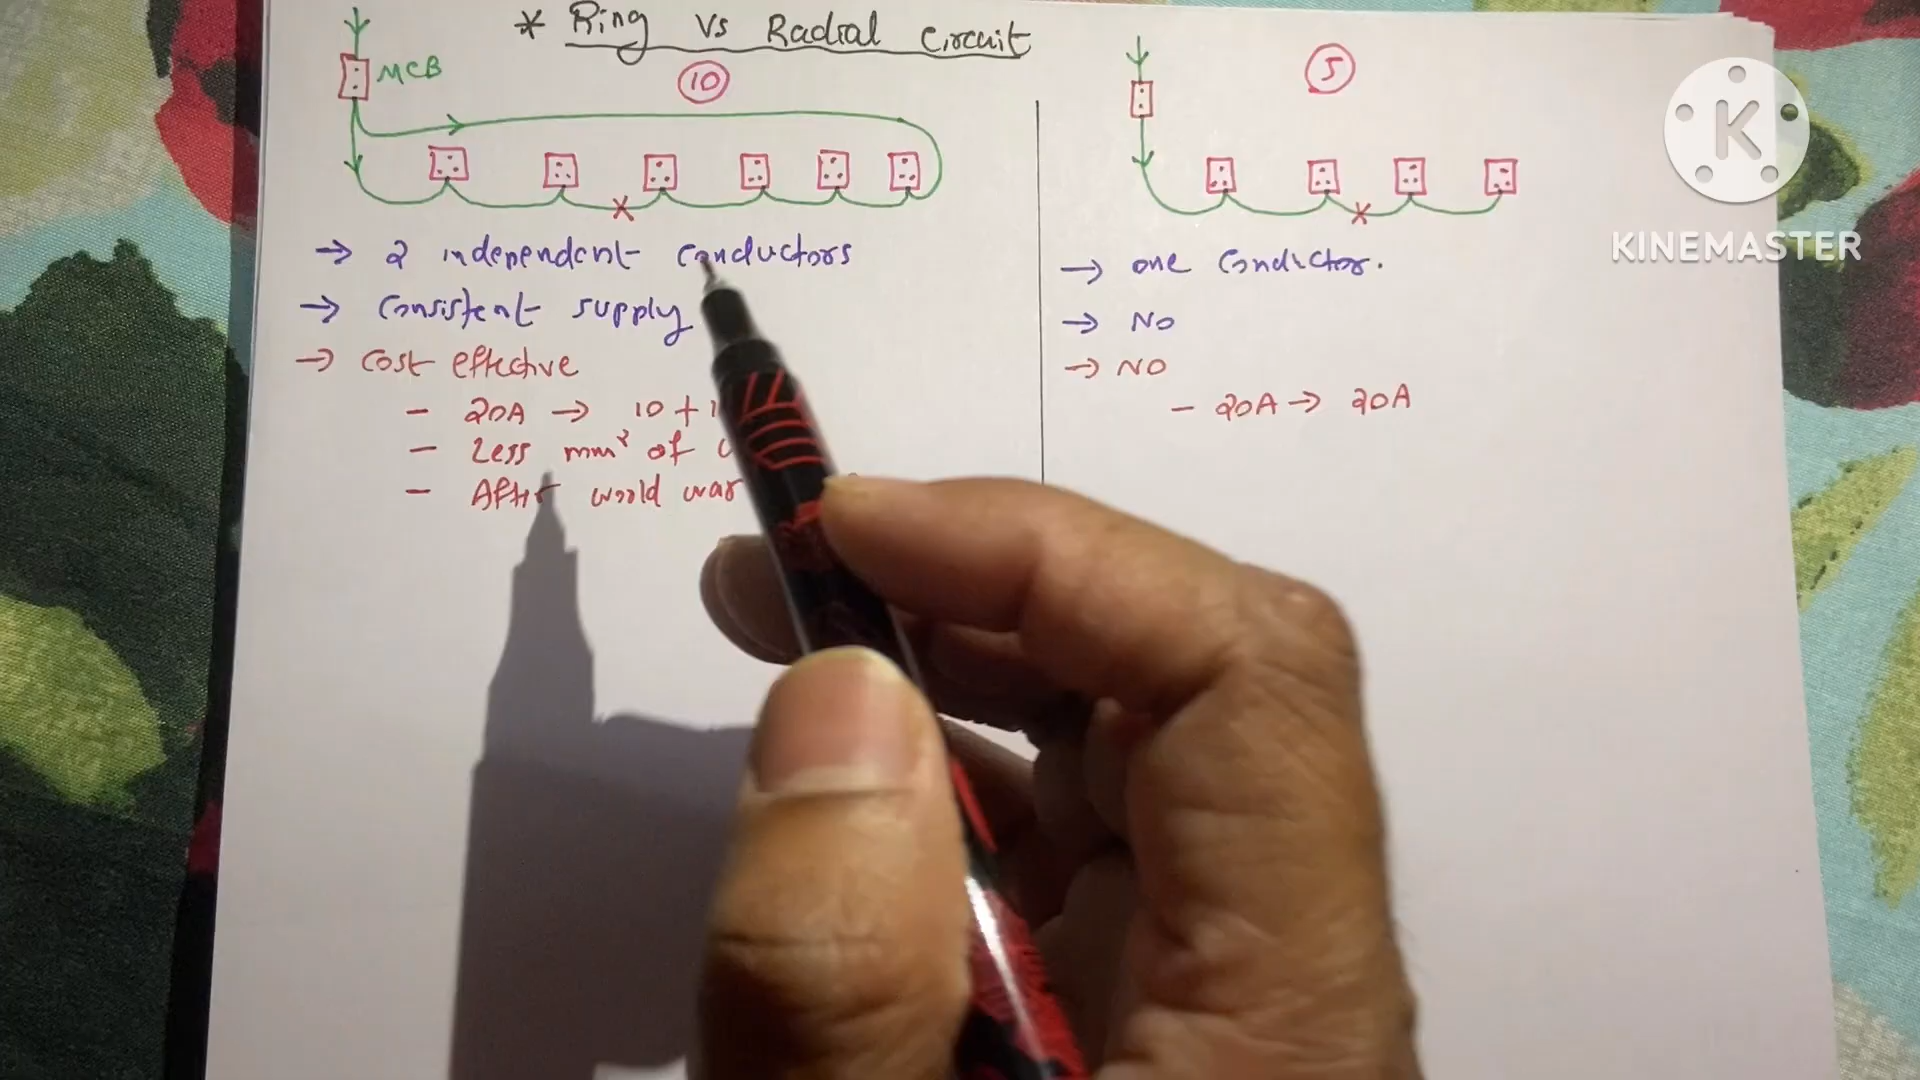 * Ring Vs Radial Circuit
MCB
10
→ 2 independent conductors
→ Consistent supply
→ Cost effective
- 20A → 10 +
- Less mm² of
- After world war
5
→ one Conductor.
→ NO
→ NO
- 20A → 20A
K
KINEMASTER